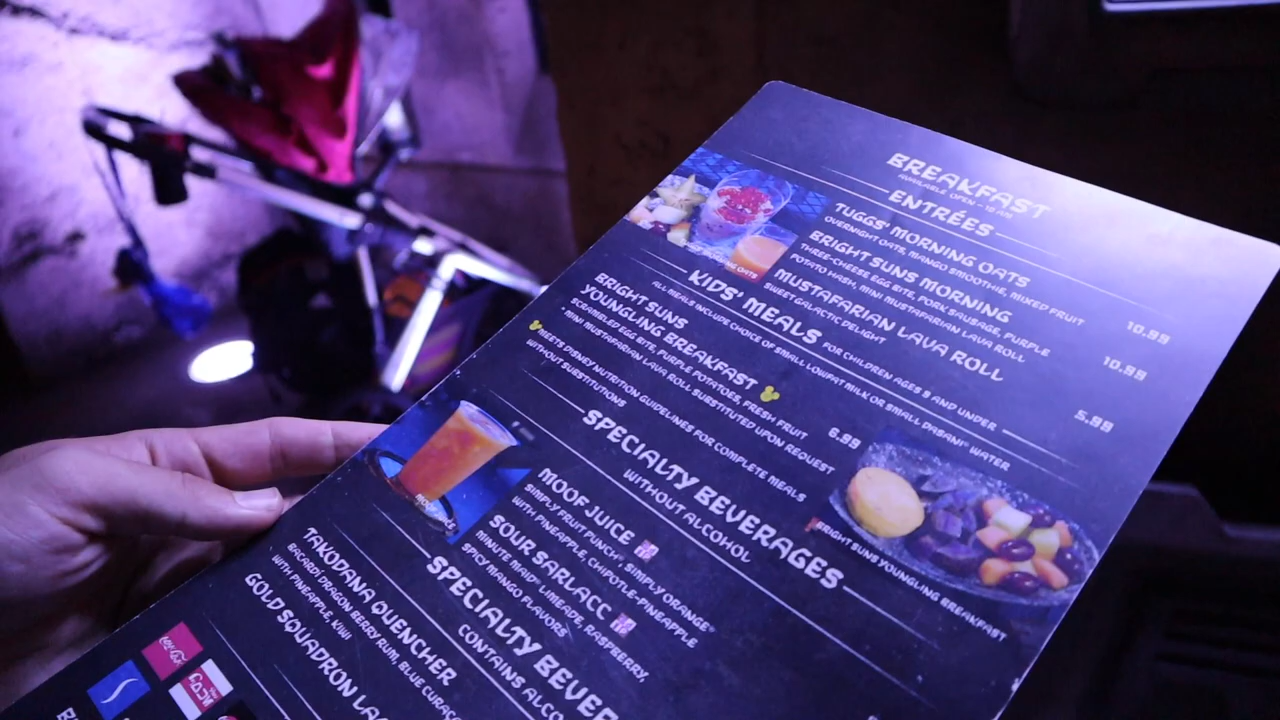 BREAKFAST
AVAILABLE OPEN - 10 AM
ENTRÉES
TUGGS' MORNING OATS
OVERNIGHT OATS, MANGO SMOOTHIE, MIXED FRUIT
10.99
BRIGHT SUNS MORNING
THREE-CHEESE EGG BITE, PORK SAUSAGE, PURPLE
POTATO HASH, MINI MUSTAFARIAN LAVA ROLL
10.99
MUSTAFARIAN LAVA ROLL
SWEET GALACTIC DELIGHT
5.99
OATS
KIDS' MEALS FOR CHILDREN AGES 9 AND UNDER
ALL MEALS INCLUDE CHOICE OF SMALL LOWFAT MILK OR SMALL DASANI® WATER
BRIGHT SUNS
YOUNGLING BREAKFAST
SCRAMBLED EGG BITE, PURPLE POTATOES, FRESH FRUIT
6.99
*MINI MUSTAFARIAN LAVA ROLL SUBSTITUTED UPON REQUEST
MEETS DISNEY NUTRITION GUIDELINES FOR COMPLETE MEALS
WITHOUT SUBSTITUTIONS
BRIGHT SUNS YOUNGLING BREAKFAST
SPECIALTY BEVERAGES
WITHOUT ALCOHOL
MOOF JUICE
SIMPLY FRUIT PUNCH®, SIMPLY ORANGE®
WITH PINEAPPLE, CHIPOTLE-PINEAPPLE
SOUR SARLACC
MINUTE MAID® LIMEADE, RASPBERRY,
SPICY MANGO FLAVORS
SPECIALTY BEVER
CONTAINS ALCO
TAKODANA QUENCHER
BACARDI DRAGON BERRY RUM, BLUE CURAC
WITH PINEAPPLE, KIWI
GOLD SQUADRON LAG